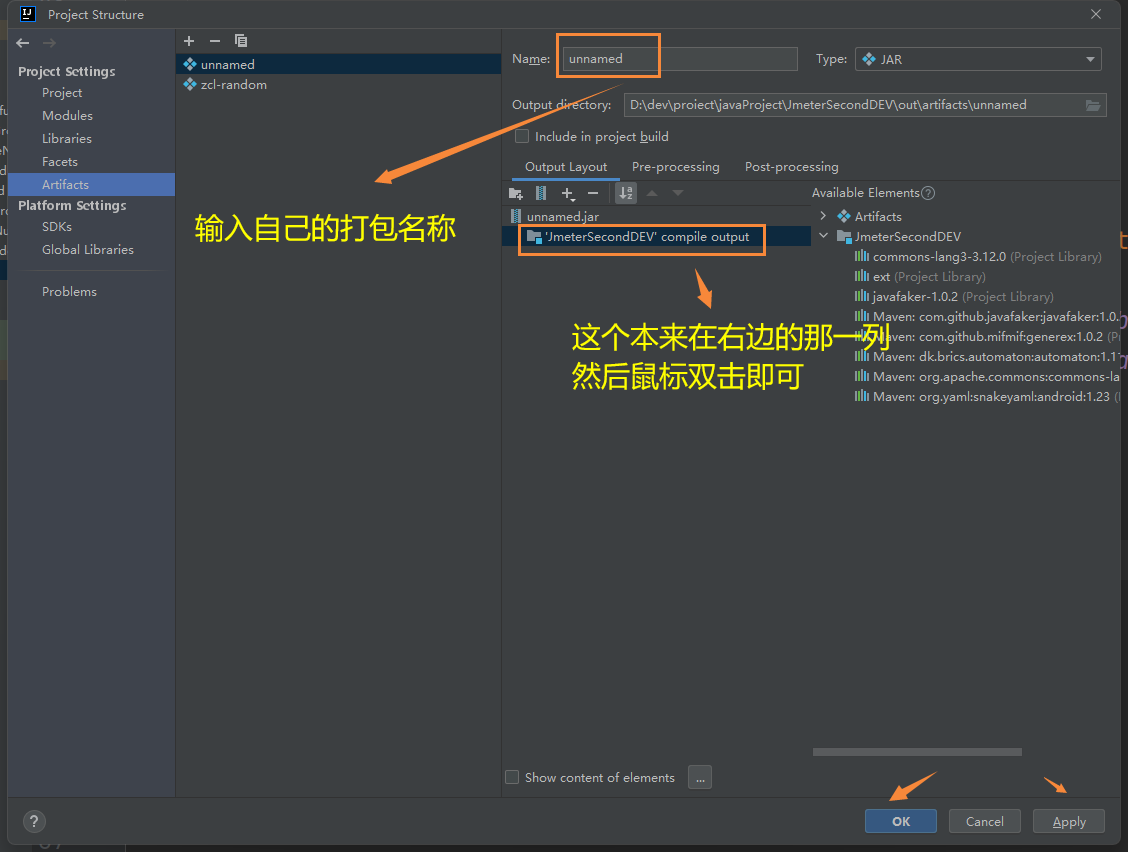 Project Structure
Project Settings
Project
Modules
Libraries
Facets
Artifacts
Platform Settings
SDKs
Global Libraries
Problems
unnamed
zcl-random
Name: unnamed
Type: JAR
Output directory: D:\dev\proiect\javaProject\JmeterSecondDEV\out\artifacts\unnamed
Include in project build
Output Layout Pre-processing Post-processing
unnamed.jar
'JmeterSecondDEV' compile output
Available Elements
Artifacts
JmeterSecondDEV
commons-lang3-3.12.0 (Project Library)
ext (Project Library)
javafaker-1.0.2 (Project Library)
Maven: com.github.javafaker:javafaker:1.0.
Maven: com.github.mifmif:generex:1.0.2 (P
Maven: dk.brics.automaton:automaton:1.1
Maven: org.apache.commons:commons-la
Maven: org.yaml:snakeyaml:android:1.23 (
输入自己的打包名称
这个本来在右边的那一列
然后鼠标双击即可
Show content of elements ...
?
OK Cancel Apply